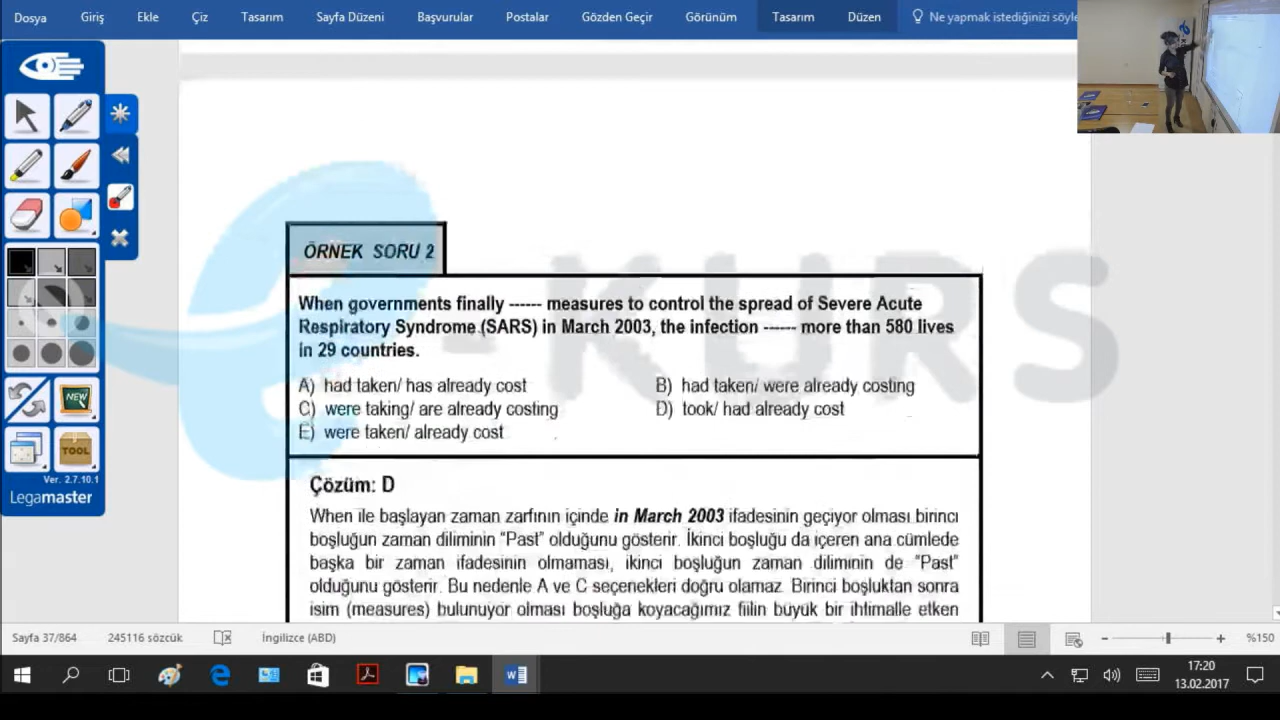 Dosya Giriş Ekle Çiz Tasarım Sayfa Düzeni Başvurular Postalar Gözden Geçir Görünüm Tasarım Düzen Ne yapmak istediğinizi söyle
ÖRNEK SORU 2
When governments finally ------ measures to control the spread of Severe Acute
Respiratory Syndrome (SARS) in March 2003, the infection ------ more than 580 lives
in 29 countries.
A) had taken/ has already cost
B) had taken/ were already costing
C) were taking/ are already costing
D) took/ had already cost
E) were taken/ already cost
Çözüm: D
When ile başlayan zaman zarfının içinde in March 2003 ifadesinin geçiyor olması birinci
boşluğun zaman diliminin “Past” olduğunu gösterir. İkinci boşluğu da içeren ana cümlede
başka bir zaman ifadesinin olmaması, ikinci boşluğun zaman diliminin de “Past”
olduğunu gösterir. Bu nedenle A ve C seçenekleri doğru olamaz. Birinci boşluktan sonra
isim (measures) bulunuyor olması boşluğa koyacağımız fiilin büyük bir ihtimalle etken
e-KURS
NEW
TOOL
Ver. 2.7.10.1
Legamaster
Sayfa 37/864 245116 sözcük İngilizce (ABD) %150
17:20
13.02.2017